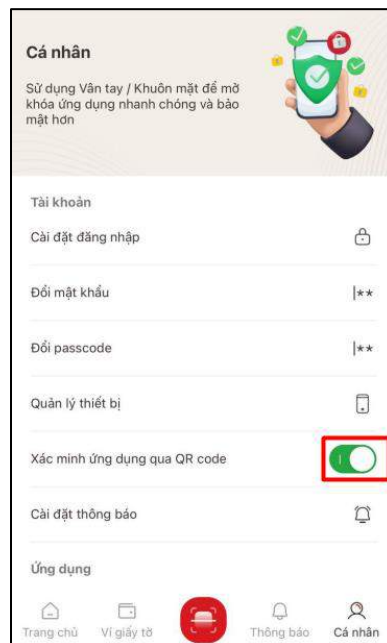 Cá nhân
Sử dụng Vân tay / Khuôn mặt để mở
khóa ứng dụng nhanh chóng và bảo
mật hơn
Tài khoản
Cài đặt đăng nhập
Đổi mật khẩu
|**
Đổi passcode
|**
Quản lý thiết bị
Xác minh ứng dụng qua QR code
Cài đặt thông báo
Ứng dụng
Trang chủ
Ví giấy tờ
Thông báo
Cá nhân